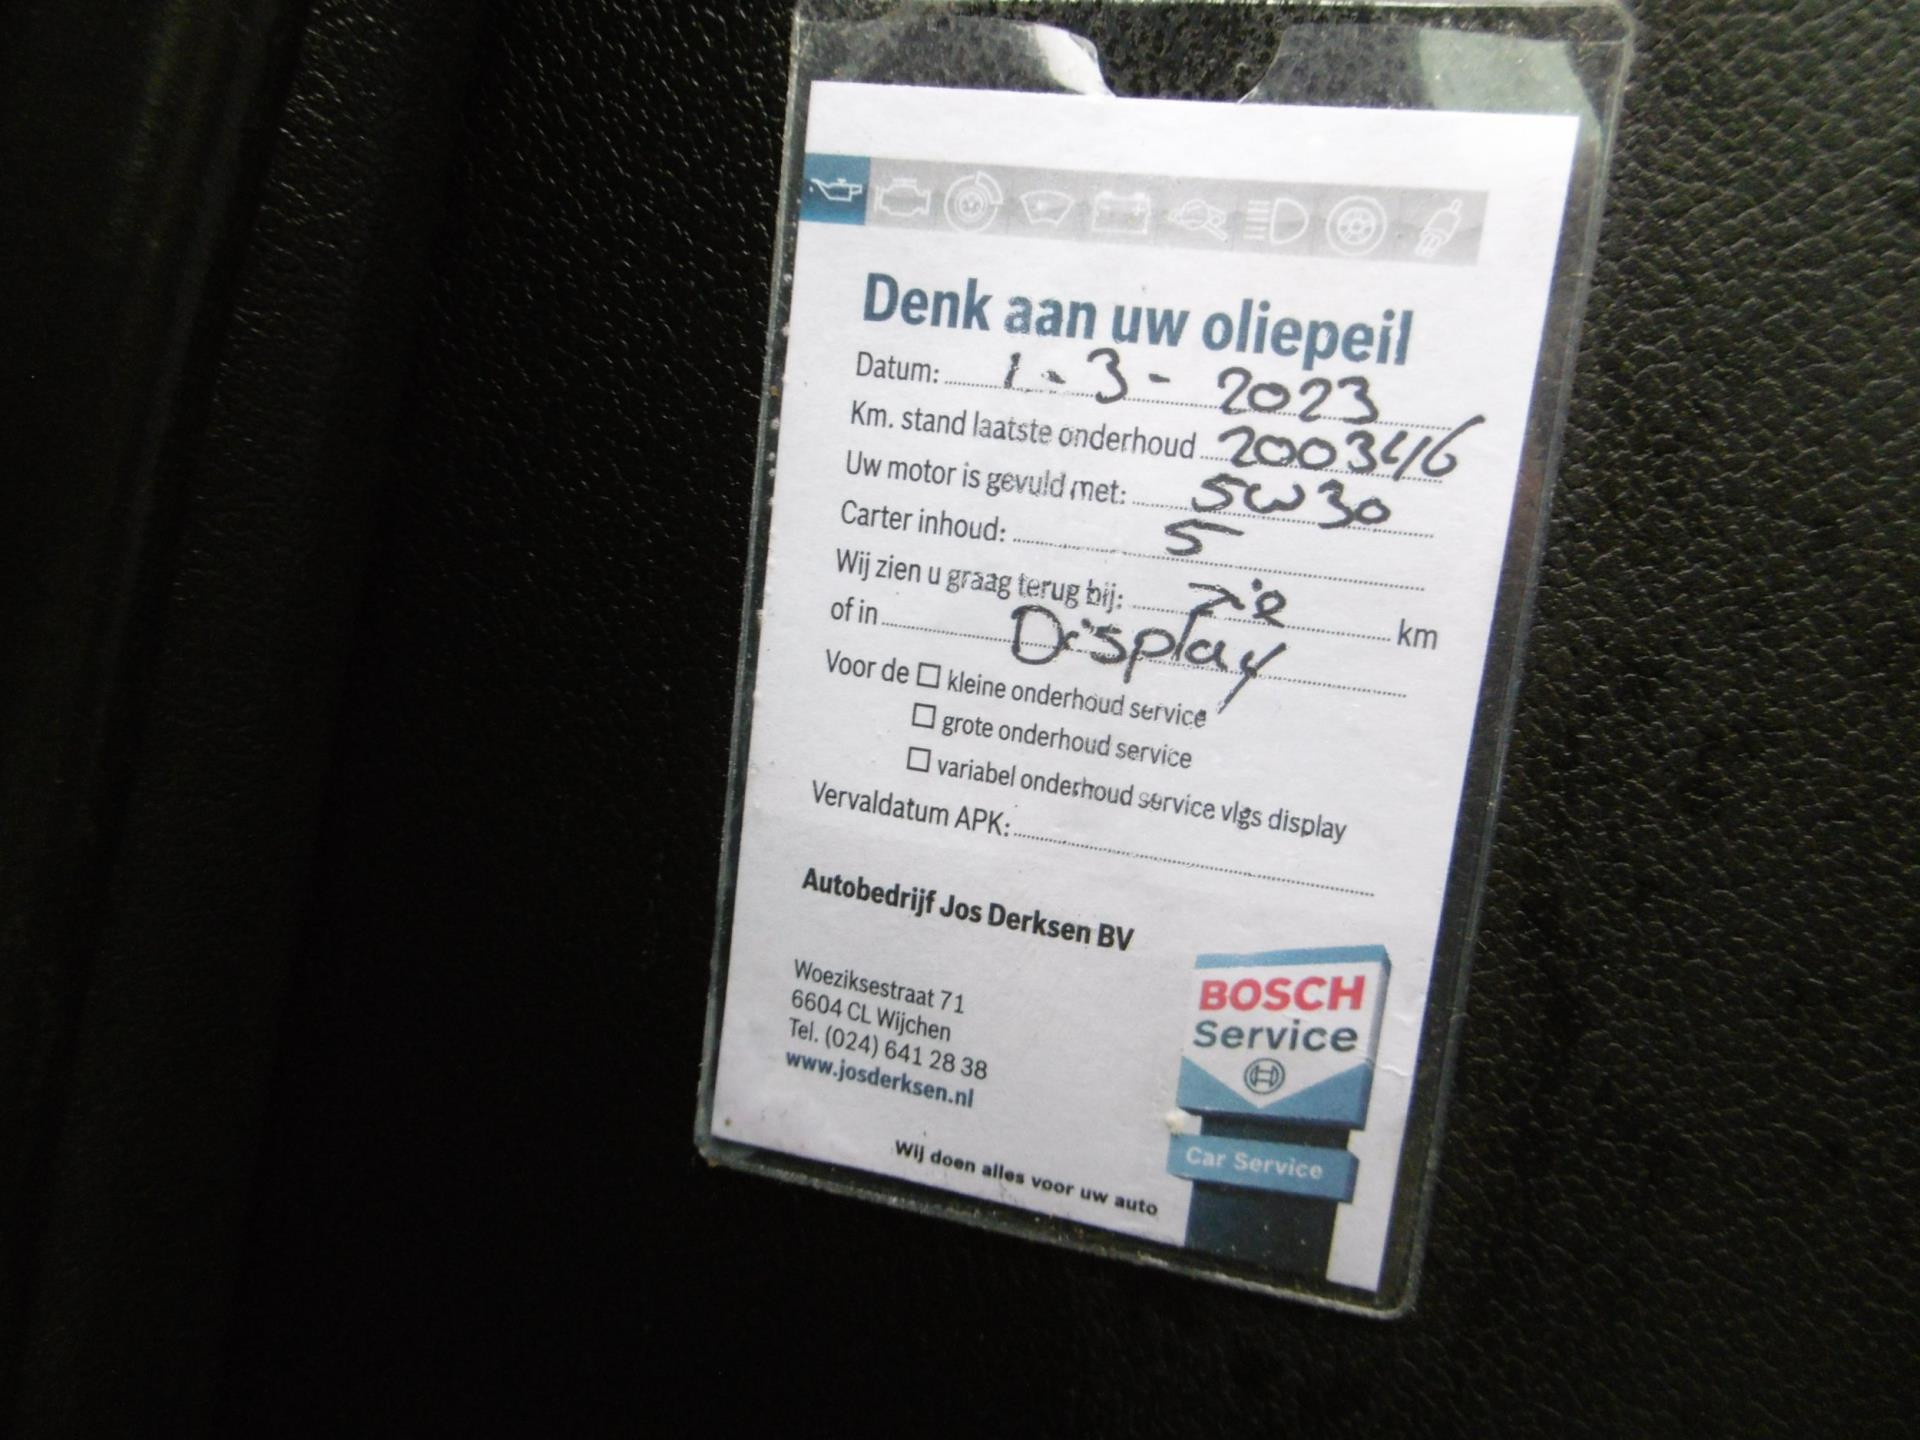 Denk aan uw oliepeil
Datum: 1-3-2023
Km. stand laatste onderhoud 200346
Uw motor is gevuld met: 5W30
Carter inhoud: 5
Wij zien u graag terug bij: zie km
of in Display
Voor de □ kleine onderhoud service
□ grote onderhoud service
□ variabel onderhoud service vlgs display
Vervaldatum APK:
Autobedrijf Jos Derksen BV
Woeziksestraat 71
6604 CL Wijchen
Tel. (024) 641 28 38
www.josderksen.nl
Wij doen alles voor uw auto
BOSCH
Service
Car Service